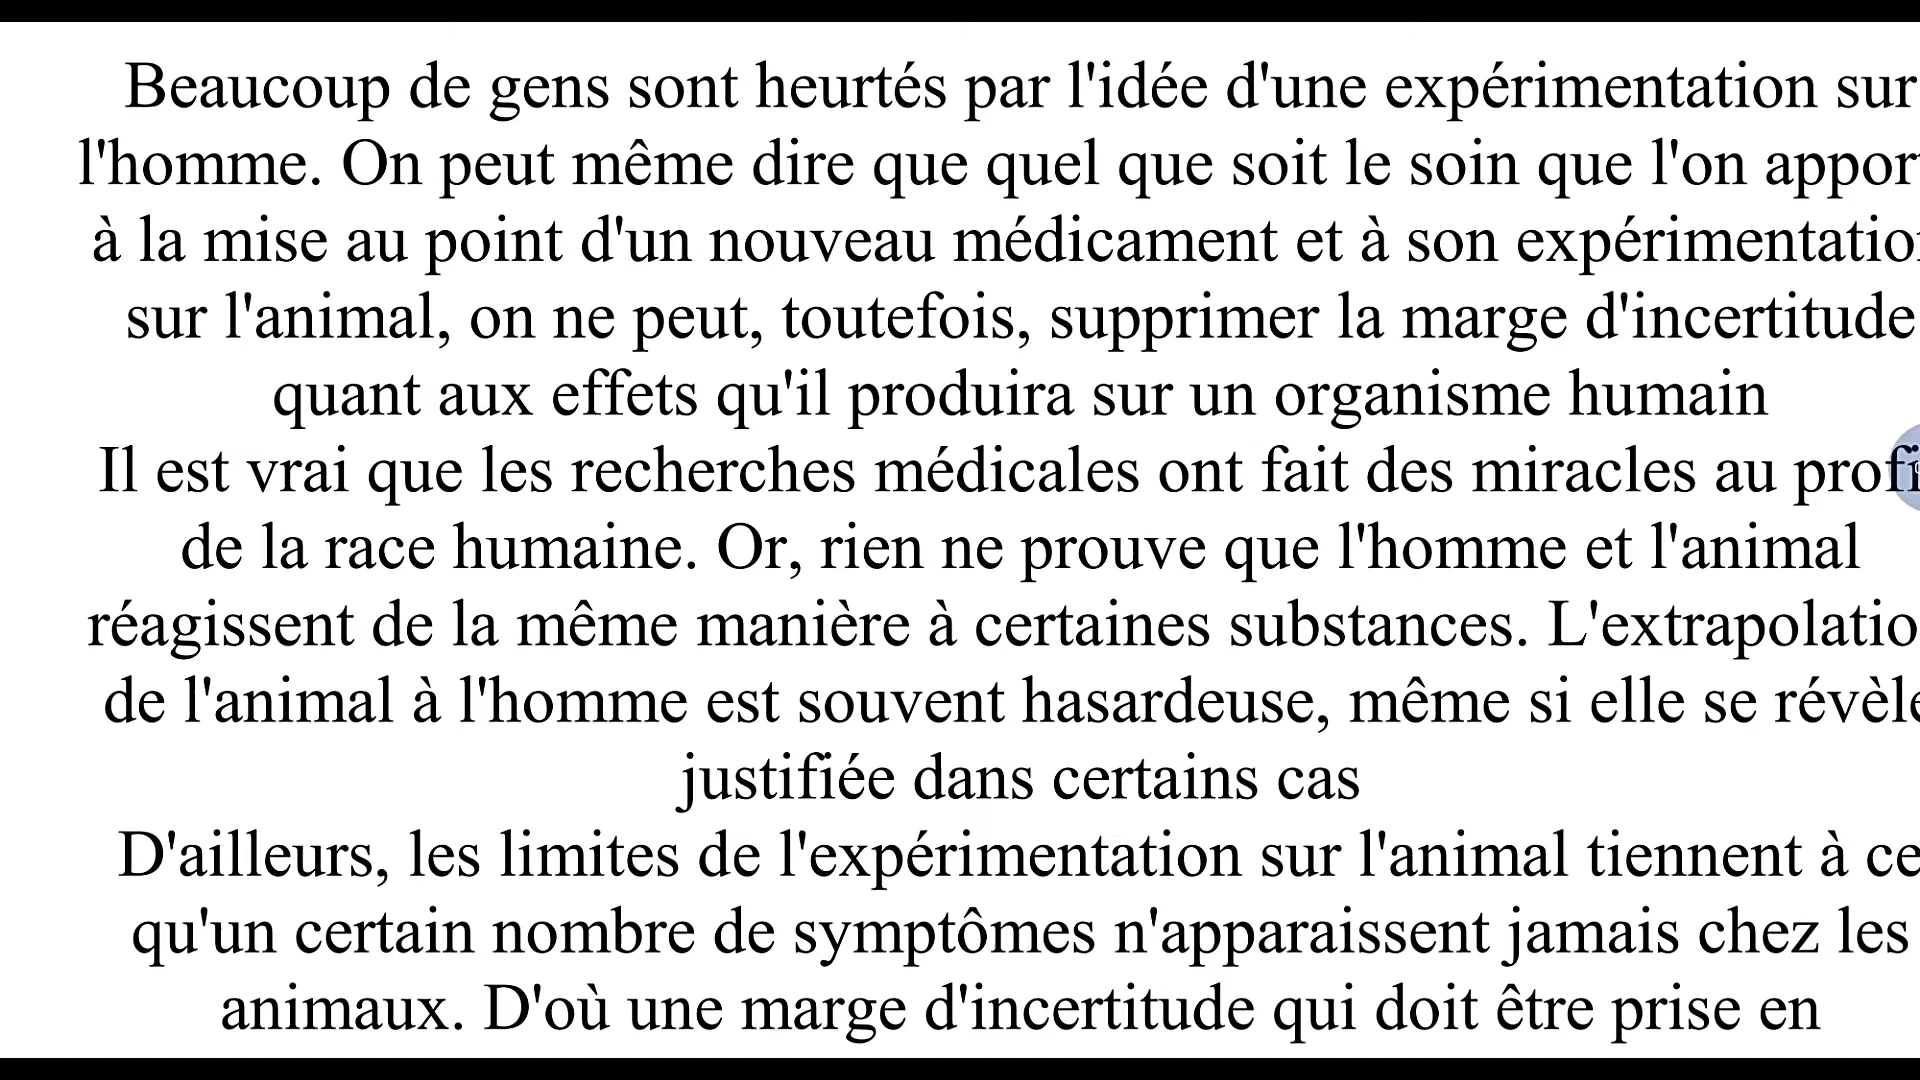 Beaucoup de gens sont heurtés par l'idée d'une expérimentation sur
l'homme. On peut même dire que quel que soit le soin que l'on
à la mise au point d'un nouveau médicament et à son
sur l'animal, on ne peut, toutefois, supprimer la marge d'incertitude
quant aux effets qu'il produira sur un organisme humain
Il est vrai que les recherches médicales ont fait des miracles au
de la race humaine. Or, rien ne prouve que l'homme et l'animal
réagissent de la même manière à certaines substances.
de l'animal à l'homme est souvent hasardeuse, même si elle se révèle
justifiée dans certains cas
D'ailleurs, les limites de l'expérimentation sur l'animal tiennent à ce
qu'un certain nombre de symptômes n'apparaissent jamais chez les
animaux. D'où une marge d'incertitude qui doit être prise en